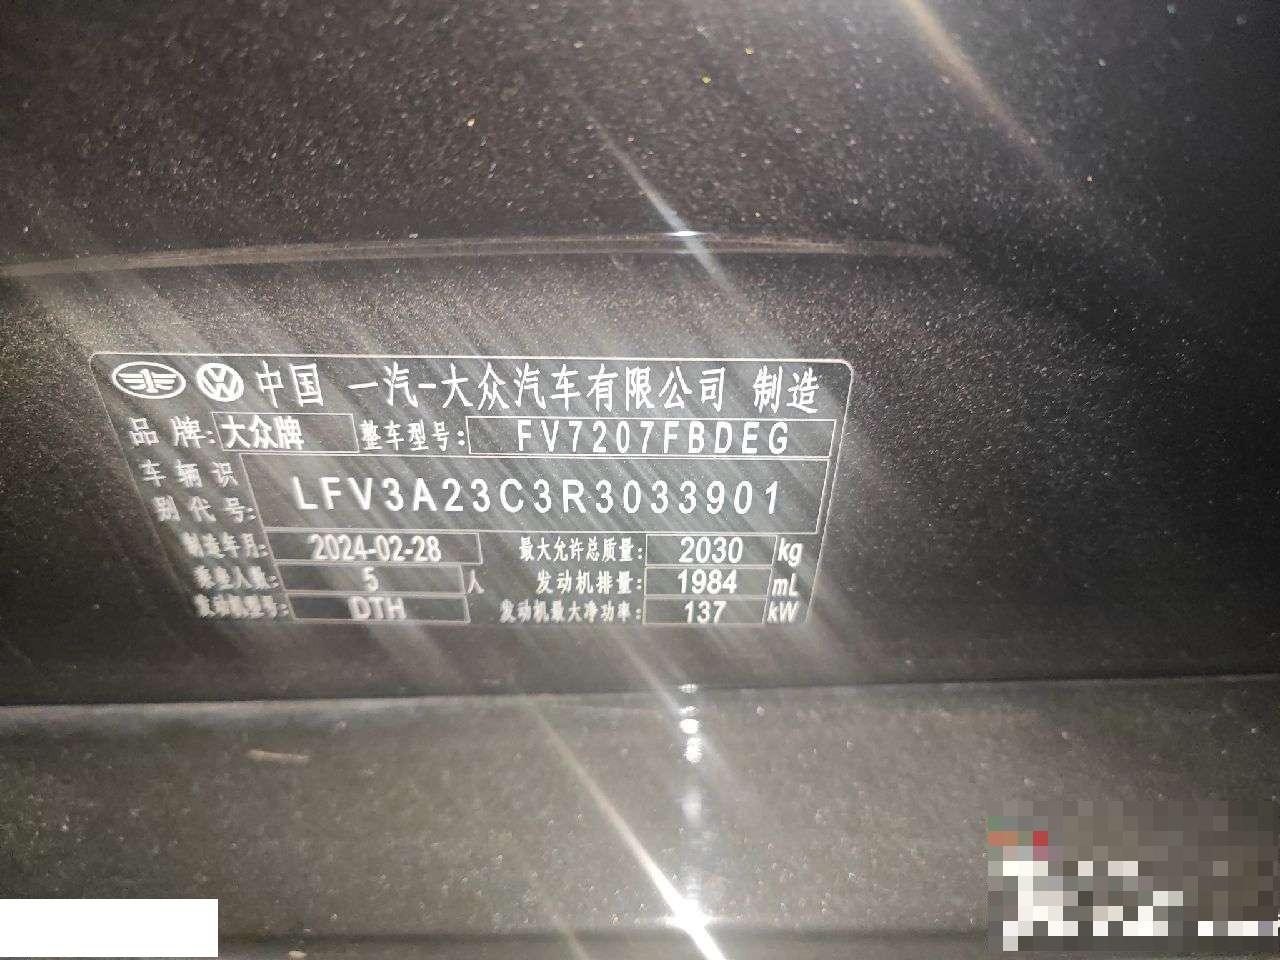 中国 一汽-大众汽车有限公司 制造
品牌: 大众牌 整车型号: FV7207FBDEG
车辆识别代号: LFV3A23C3R3033901
制造年月: 2024-02-28 最大允许总质量: 2030 kg
乘坐人数: 5 人 发动机排量: 1984 mL
发动机型号: DTH 发动机最大净功率: 137 kW